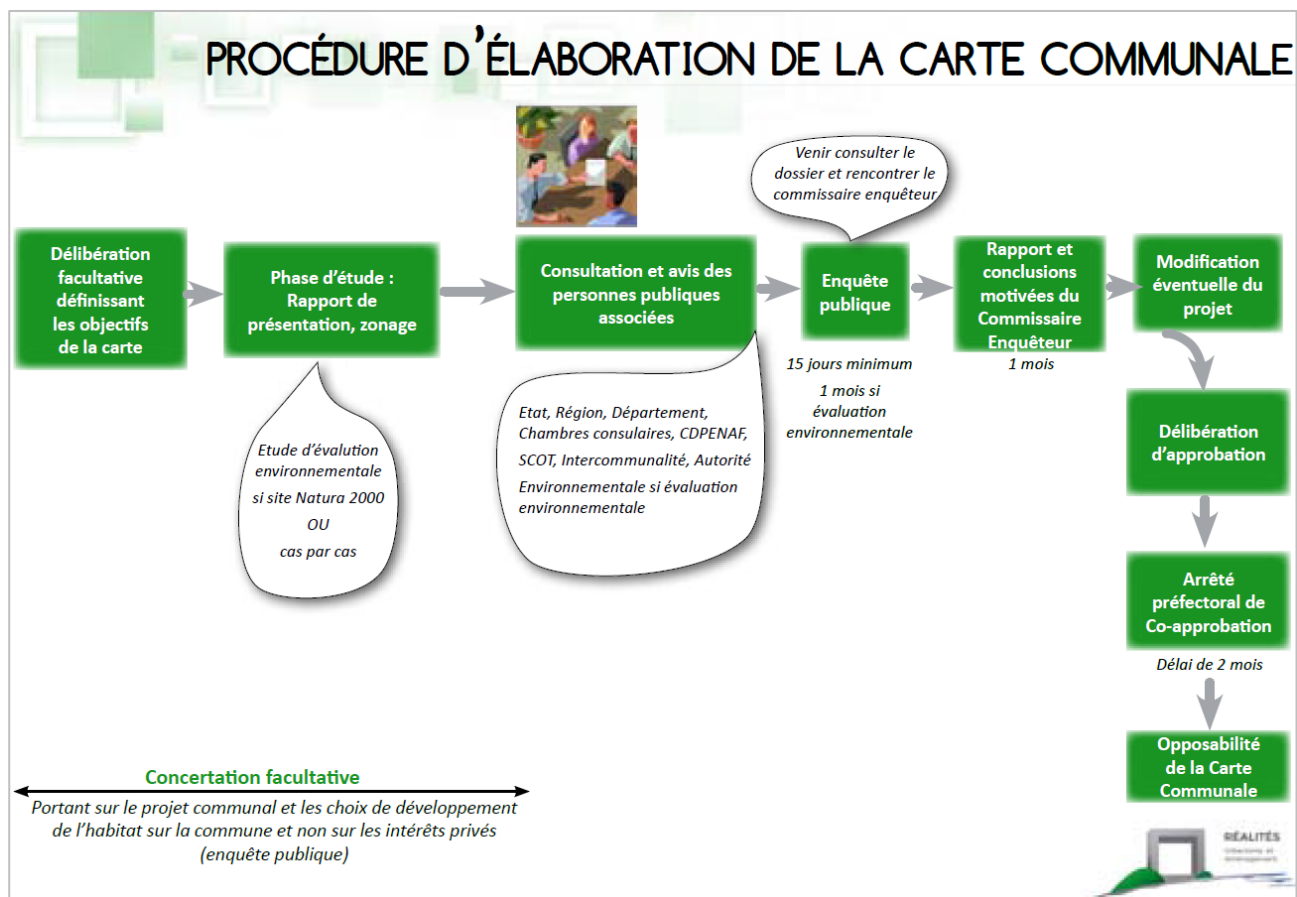 PROCÉDURE D'ÉLABORATION DE LA CARTE COMMUNALE
Venir consulter le
dossier et rencontrer le
commissaire enquêteur
Délibération
facultative
définissant
les objectifs
de la carte
Phase d'étude :
Rapport de
présentation, zonage
Consultation et avis des
personnes publiques
associées
Enquête
publique
Rapport et
conclusions
motivées du
Commissaire
Enquêteur
Modification
éventuelle du
projet
15 jours minimum
1 mois si
évaluation
environnementale
1 mois
Etude d'évalution
environnementale
si site Natura 2000
OU
cas par cas
Etat, Région, Département,
Chambres consulaires, CDPENAF,
SCOT, Intercommunalité, Autorité
Environnementale si évaluation
environnementale
Délibération
d'approbation
Arrêté
préfectoral de
Co-approbation
Délai de 2 mois
Opposabilité
de la Carte
Communale
Concertation facultative
Portant sur le projet communal et les choix de développement
de l'habitat sur la commune et non sur les intérêts privés
(enquête publique)
RÉALITÉS
Urbanisme et
Aménagement